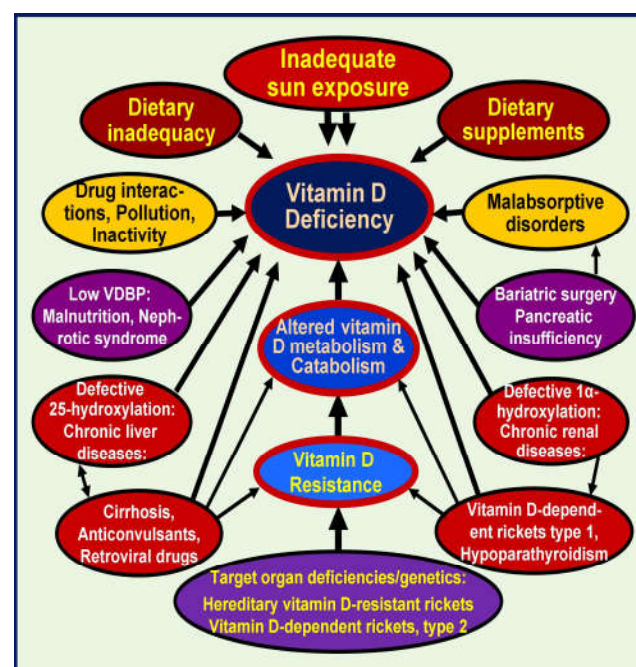 Inadequate
sun exposure
Dietary
inadequacy
Dietary
supplements
Drug interac-
tions, Pollution,
Inactivity
Vitamin D
Deficiency
Malabsorptive
disorders
Low VDBP:
Malnutrition, Neph-
rotic syndrome
Altered vitamin
D metabolism &
Catabolism
Bariatric surgery
Pancreatic
insufficiency
Defective
25-hydroxylation:
Chronic liver
diseases:
Defective 1α-
hydroxylation:
Chronic renal
diseases:
Vitamin D
Resistance
Cirrhosis,
Anticonvulsants,
Retroviral drugs
Vitamin D-depend-
ent rickets type 1,
Hypoparathyroidism
Target organ deficiencies/genetics:
Hereditary vitamin D-resistant rickets
Vitamin D-dependent rickets, type 2